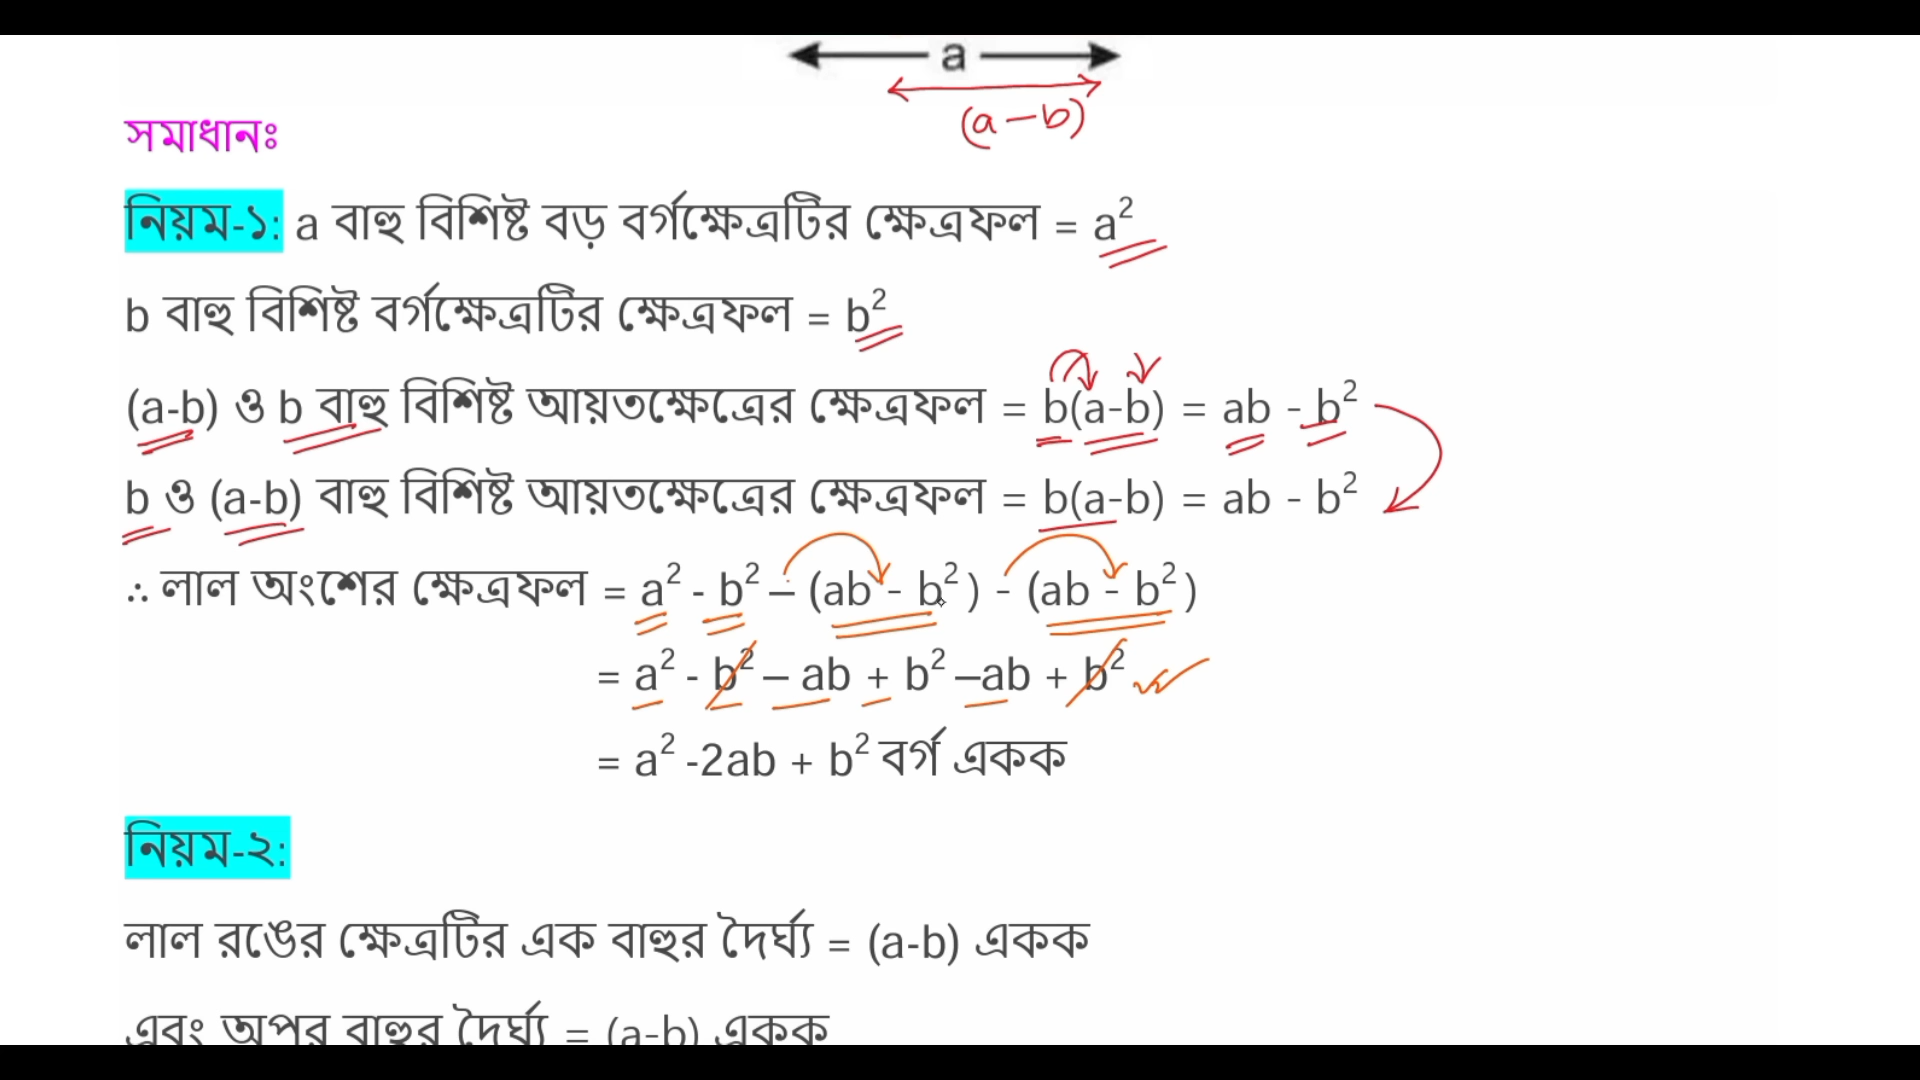 a
(a-b)
সমাধানঃ
নিয়ম-১: a বাহু বিশিষ্ট বড় বর্গক্ষেত্রটির ক্ষেত্রফল = a²
b বাহু বিশিষ্ট বর্গক্ষেত্রটির ক্ষেত্রফল = b²
(a-b) ও b বাহু বিশিষ্ট আয়তক্ষেত্রের ক্ষেত্রফল = b(a-b) = ab - b²
b ও (a-b) বাহু বিশিষ্ট আয়তক্ষেত্রের ক্ষেত্রফল = b(a-b) = ab - b²
∴ লাল অংশের ক্ষেত্রফল = a² - b² – (ab - b²) - (ab - b²)
= a² - b² – ab + b² –ab + b²
= a² -2ab + b² বর্গ একক
নিয়ম-২:
লাল রঙের ক্ষেত্রটির এক বাহুর দৈর্ঘ্য = (a-b) একক
এবং অপর বাহুর দৈর্ঘ্য = (a-b) একক